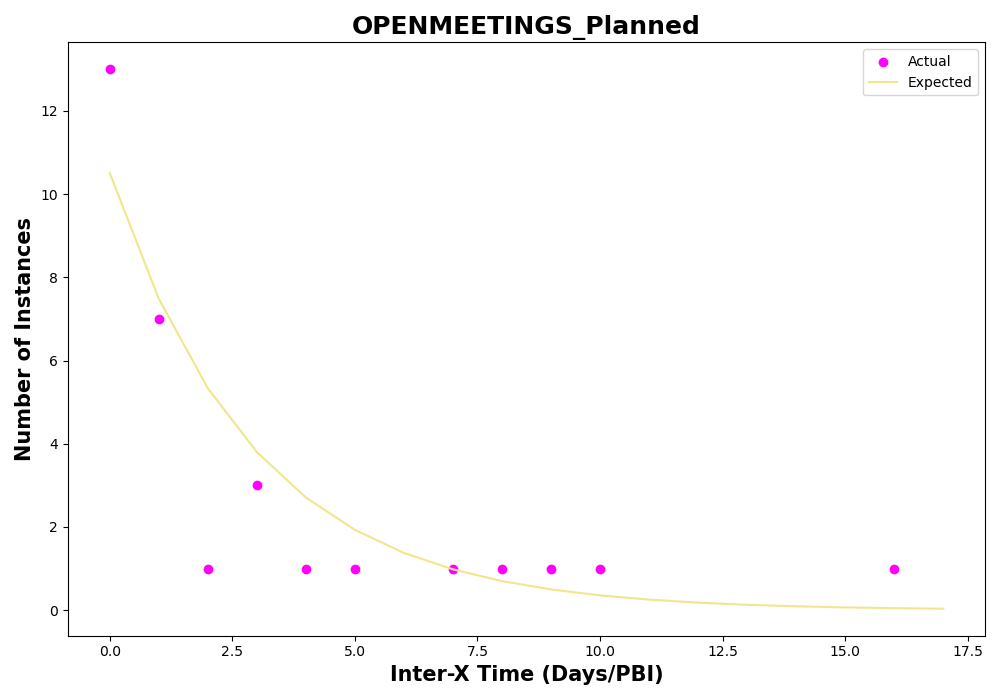 OPENMEETINGS_Planned
Actual
Expected
Number of Instances
12
10
8
6
4
2
0
0.0 2.5 5.0 7.5 10.0 12.5 15.0 17.5
Inter-X Time (Days/PBI)